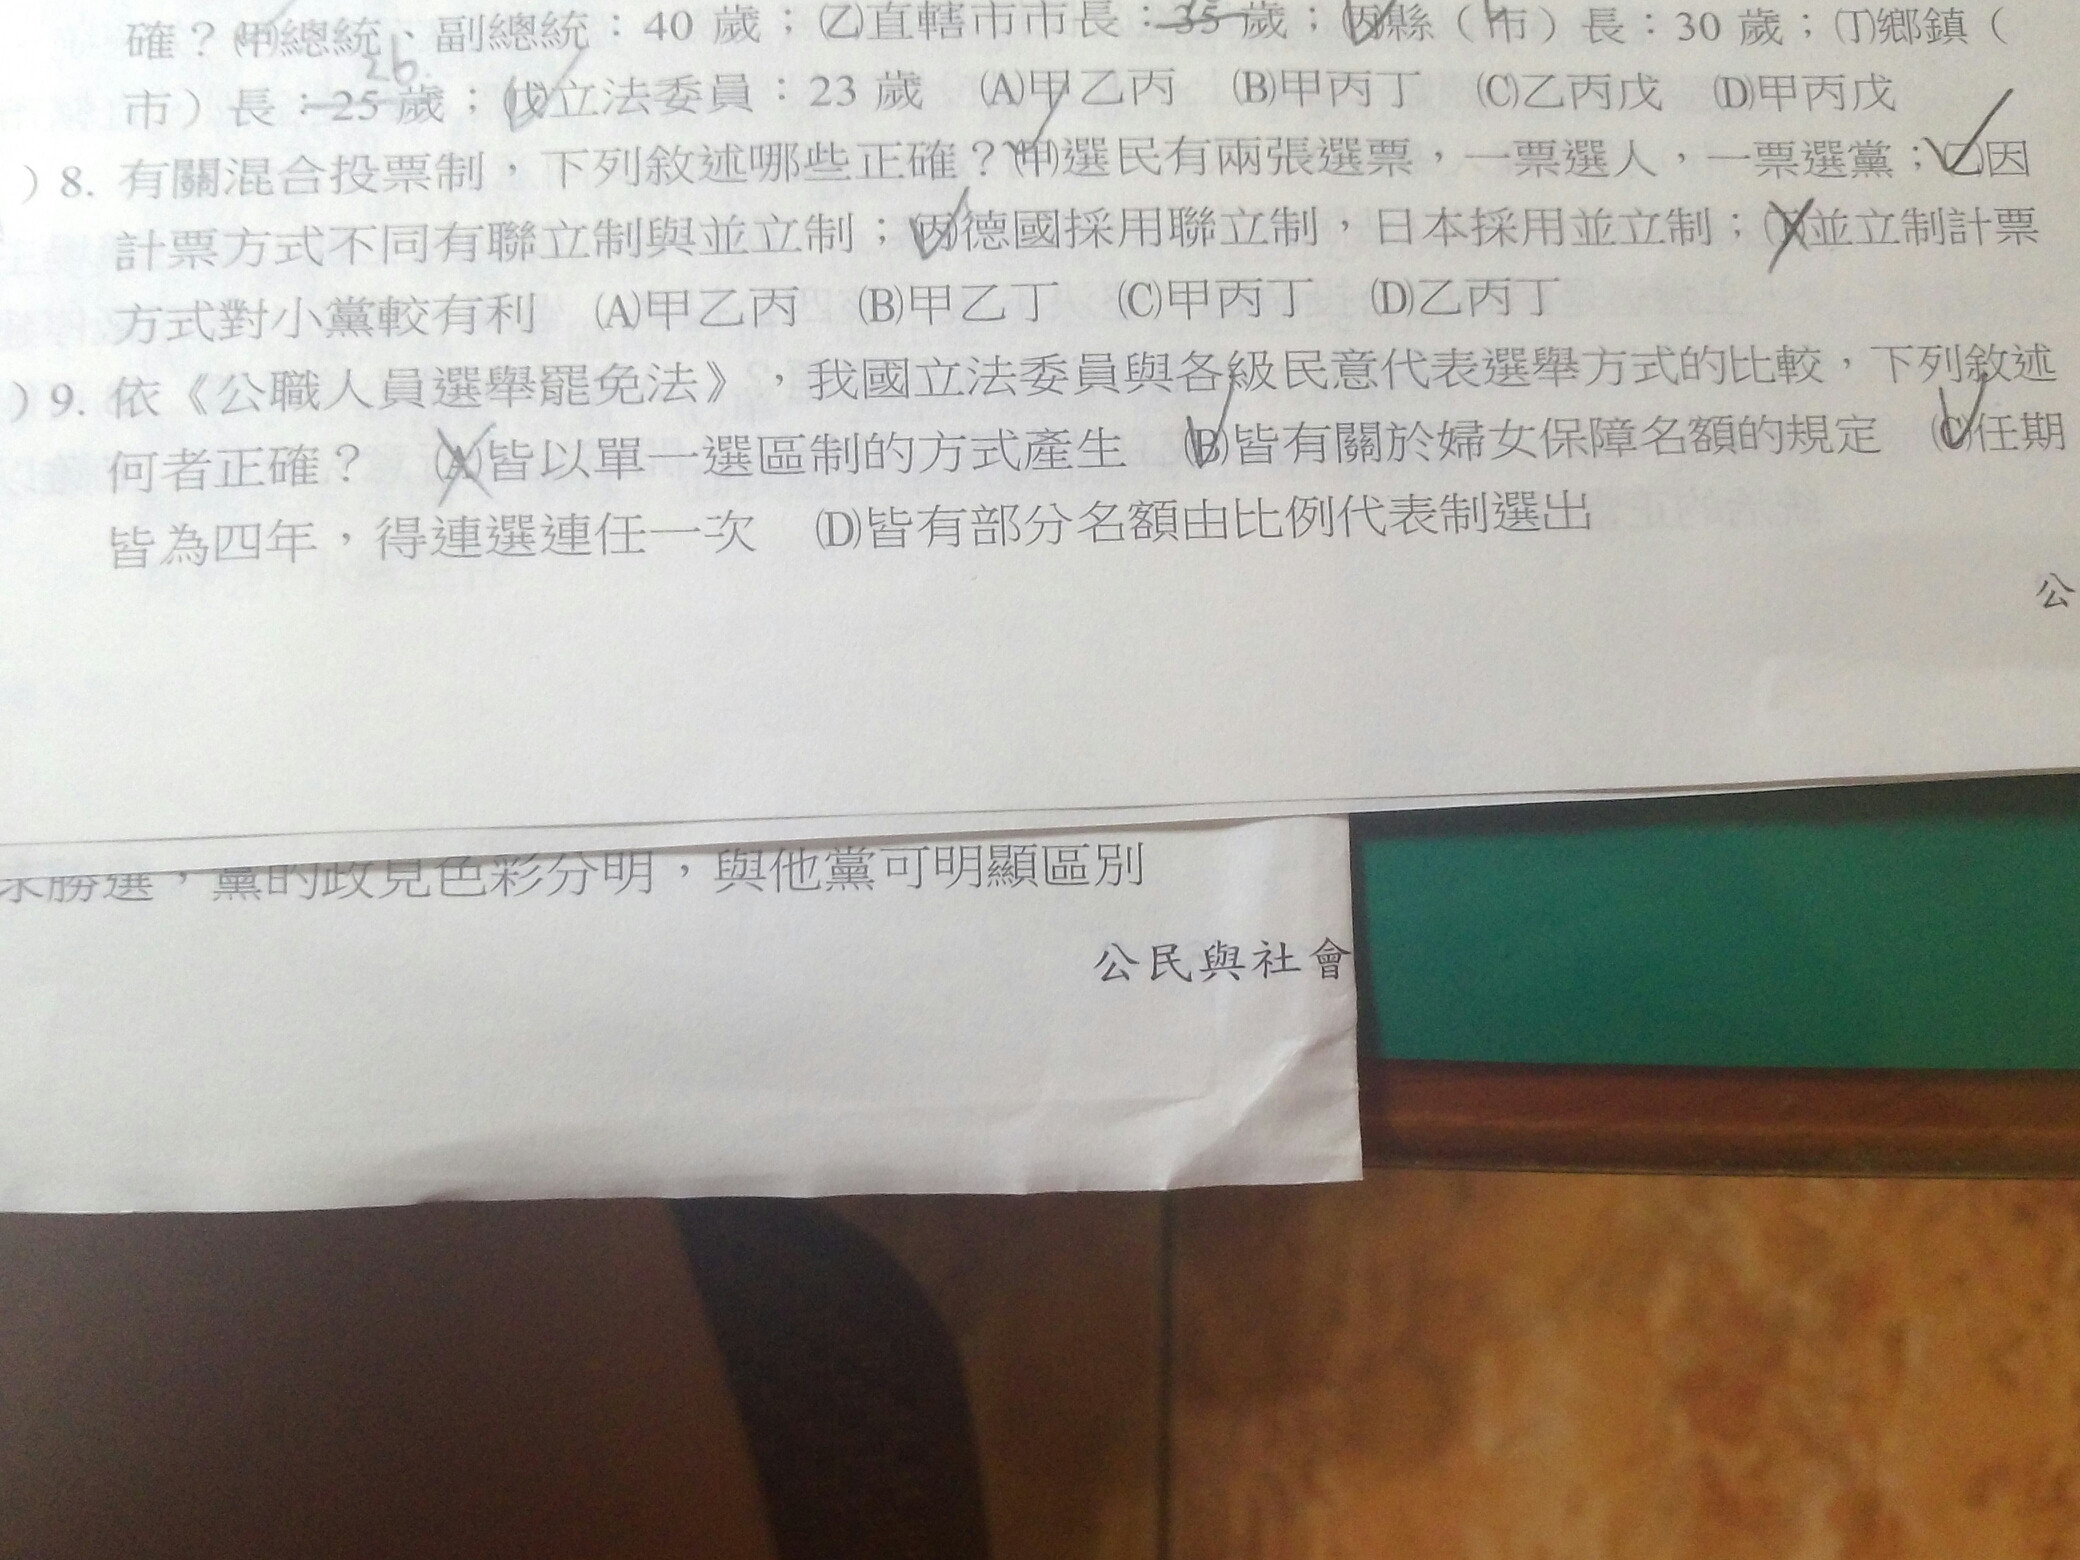 確？(甲)總統、副總統：40 歲；(乙)直轄市市長：35 歲；(丙)縣（市）長：30 歲；(丁)鄉鎮（
26.
市）長：25 歲；(戊)立法委員：23 歲　(A)甲乙丙　(B)甲丙丁　(C)乙丙戊　(D)甲丙戊
) 8. 有關混合投票制，下列敘述哪些正確？(甲)選民有兩張選票，一票選人，一票選黨；(乙)因
計票方式不同有聯立制與並立制；(丙)德國採用聯立制，日本採用並立制；(丁)並立制計票
方式對小黨較有利　(A)甲乙丙　(B)甲乙丁　(C)甲丙丁　(D)乙丙丁
) 9. 依《公職人員選舉罷免法》，我國立法委員與各級民意代表選舉方式的比較，下列敘述
何者正確？　(A)皆以單一選區制的方式產生　(B)皆有關於婦女保障名額的規定　(C)任期
皆為四年，得連選連任一次　(D)皆有部分名額由比例代表制選出
公
求勝選，黨的政見色彩分明，與他黨可明顯區別
公民與社會